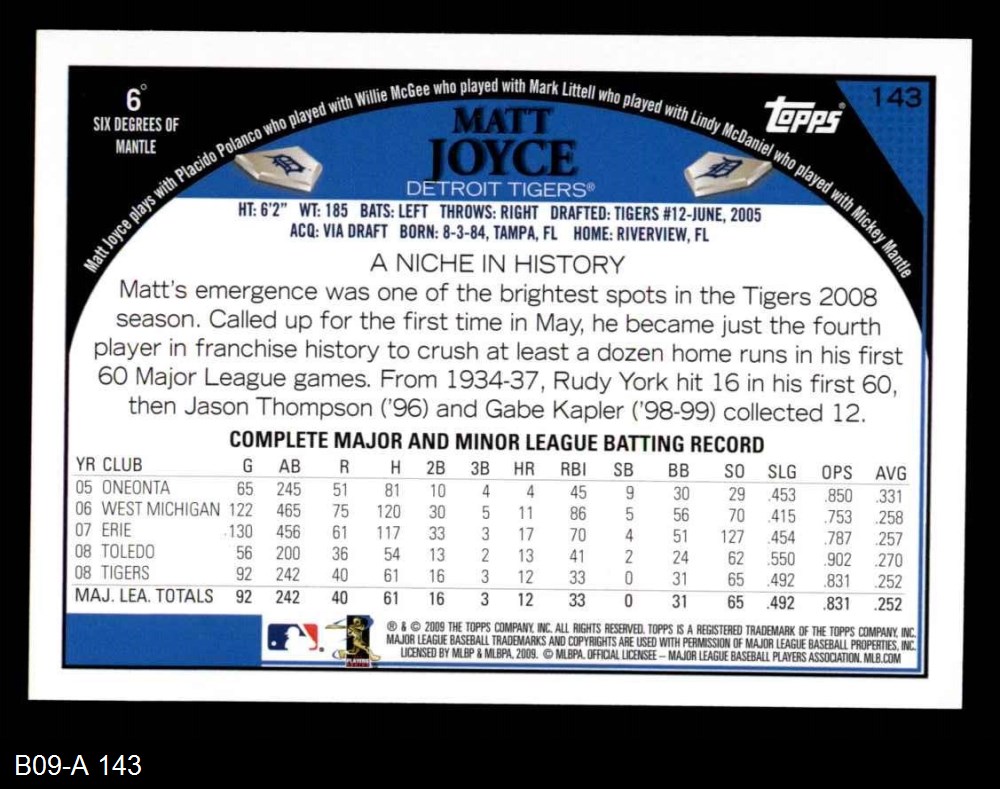 6°
SIX DEGREES OF
MANTLE
Matt Joyce plays with Placido Polanco who played with Willie McGee who played with Mark Littell who played with Lindy McDaniel who played with Mickey Mantle
Topps®
143
MATT
JOYCE
DETROIT TIGERS®
HT: 6'2" WT: 185 BATS: LEFT THROWS: RIGHT DRAFTED: TIGERS #12-JUNE, 2005
ACQ: VIA DRAFT BORN: 8-3-84, TAMPA, FL HOME: RIVERVIEW, FL
A NICHE IN HISTORY
Matt's emergence was one of the brightest spots in the Tigers 2008
season. Called up for the first time in May, he became just the fourth
player in franchise history to crush at least a dozen home runs in his first
60 Major League games. From 1934-37, Rudy York hit 16 in his first 60,
then Jason Thompson ('96) and Gabe Kapler ('98-99) collected 12.
COMPLETE MAJOR AND MINOR LEAGUE BATTING RECORD
YR CLUB G AB R H 2B 3B HR RBI SB BB SO SLG OPS AVG
05 ONEONTA 65 245 51 81 10 4 4 45 9 30 29 .453 .850 .331
06 WEST MICHIGAN 122 465 75 120 30 5 11 86 5 56 70 .415 .753 .258
07 ERIE 130 456 61 117 33 3 17 70 4 51 127 .454 .787 .257
08 TOLEDO 56 200 36 54 13 2 13 41 2 24 62 .550 .902 .270
08 TIGERS 92 242 40 61 16 3 12 33 0 31 65 .492 .831 .252
MAJ. LEA. TOTALS 92 242 40 61 16 3 12 33 0 31 65 .492 .831 .252
® & © 2009 THE TOPPS COMPANY, INC. ALL RIGHTS RESERVED. TOPPS IS A REGISTERED TRADEMARK OF THE TOPPS COMPANY, INC.
MAJOR LEAGUE BASEBALL TRADEMARKS AND COPYRIGHTS ARE USED WITH PERMISSION OF MAJOR LEAGUE BASEBALL PROPERTIES, INC.
LICENSED BY MLBP & MLBPA, 2009. © MLBPA. OFFICIAL LICENSEE – MAJOR LEAGUE BASEBALL PLAYERS ASSOCIATION. MLB.COM
B09-A 143